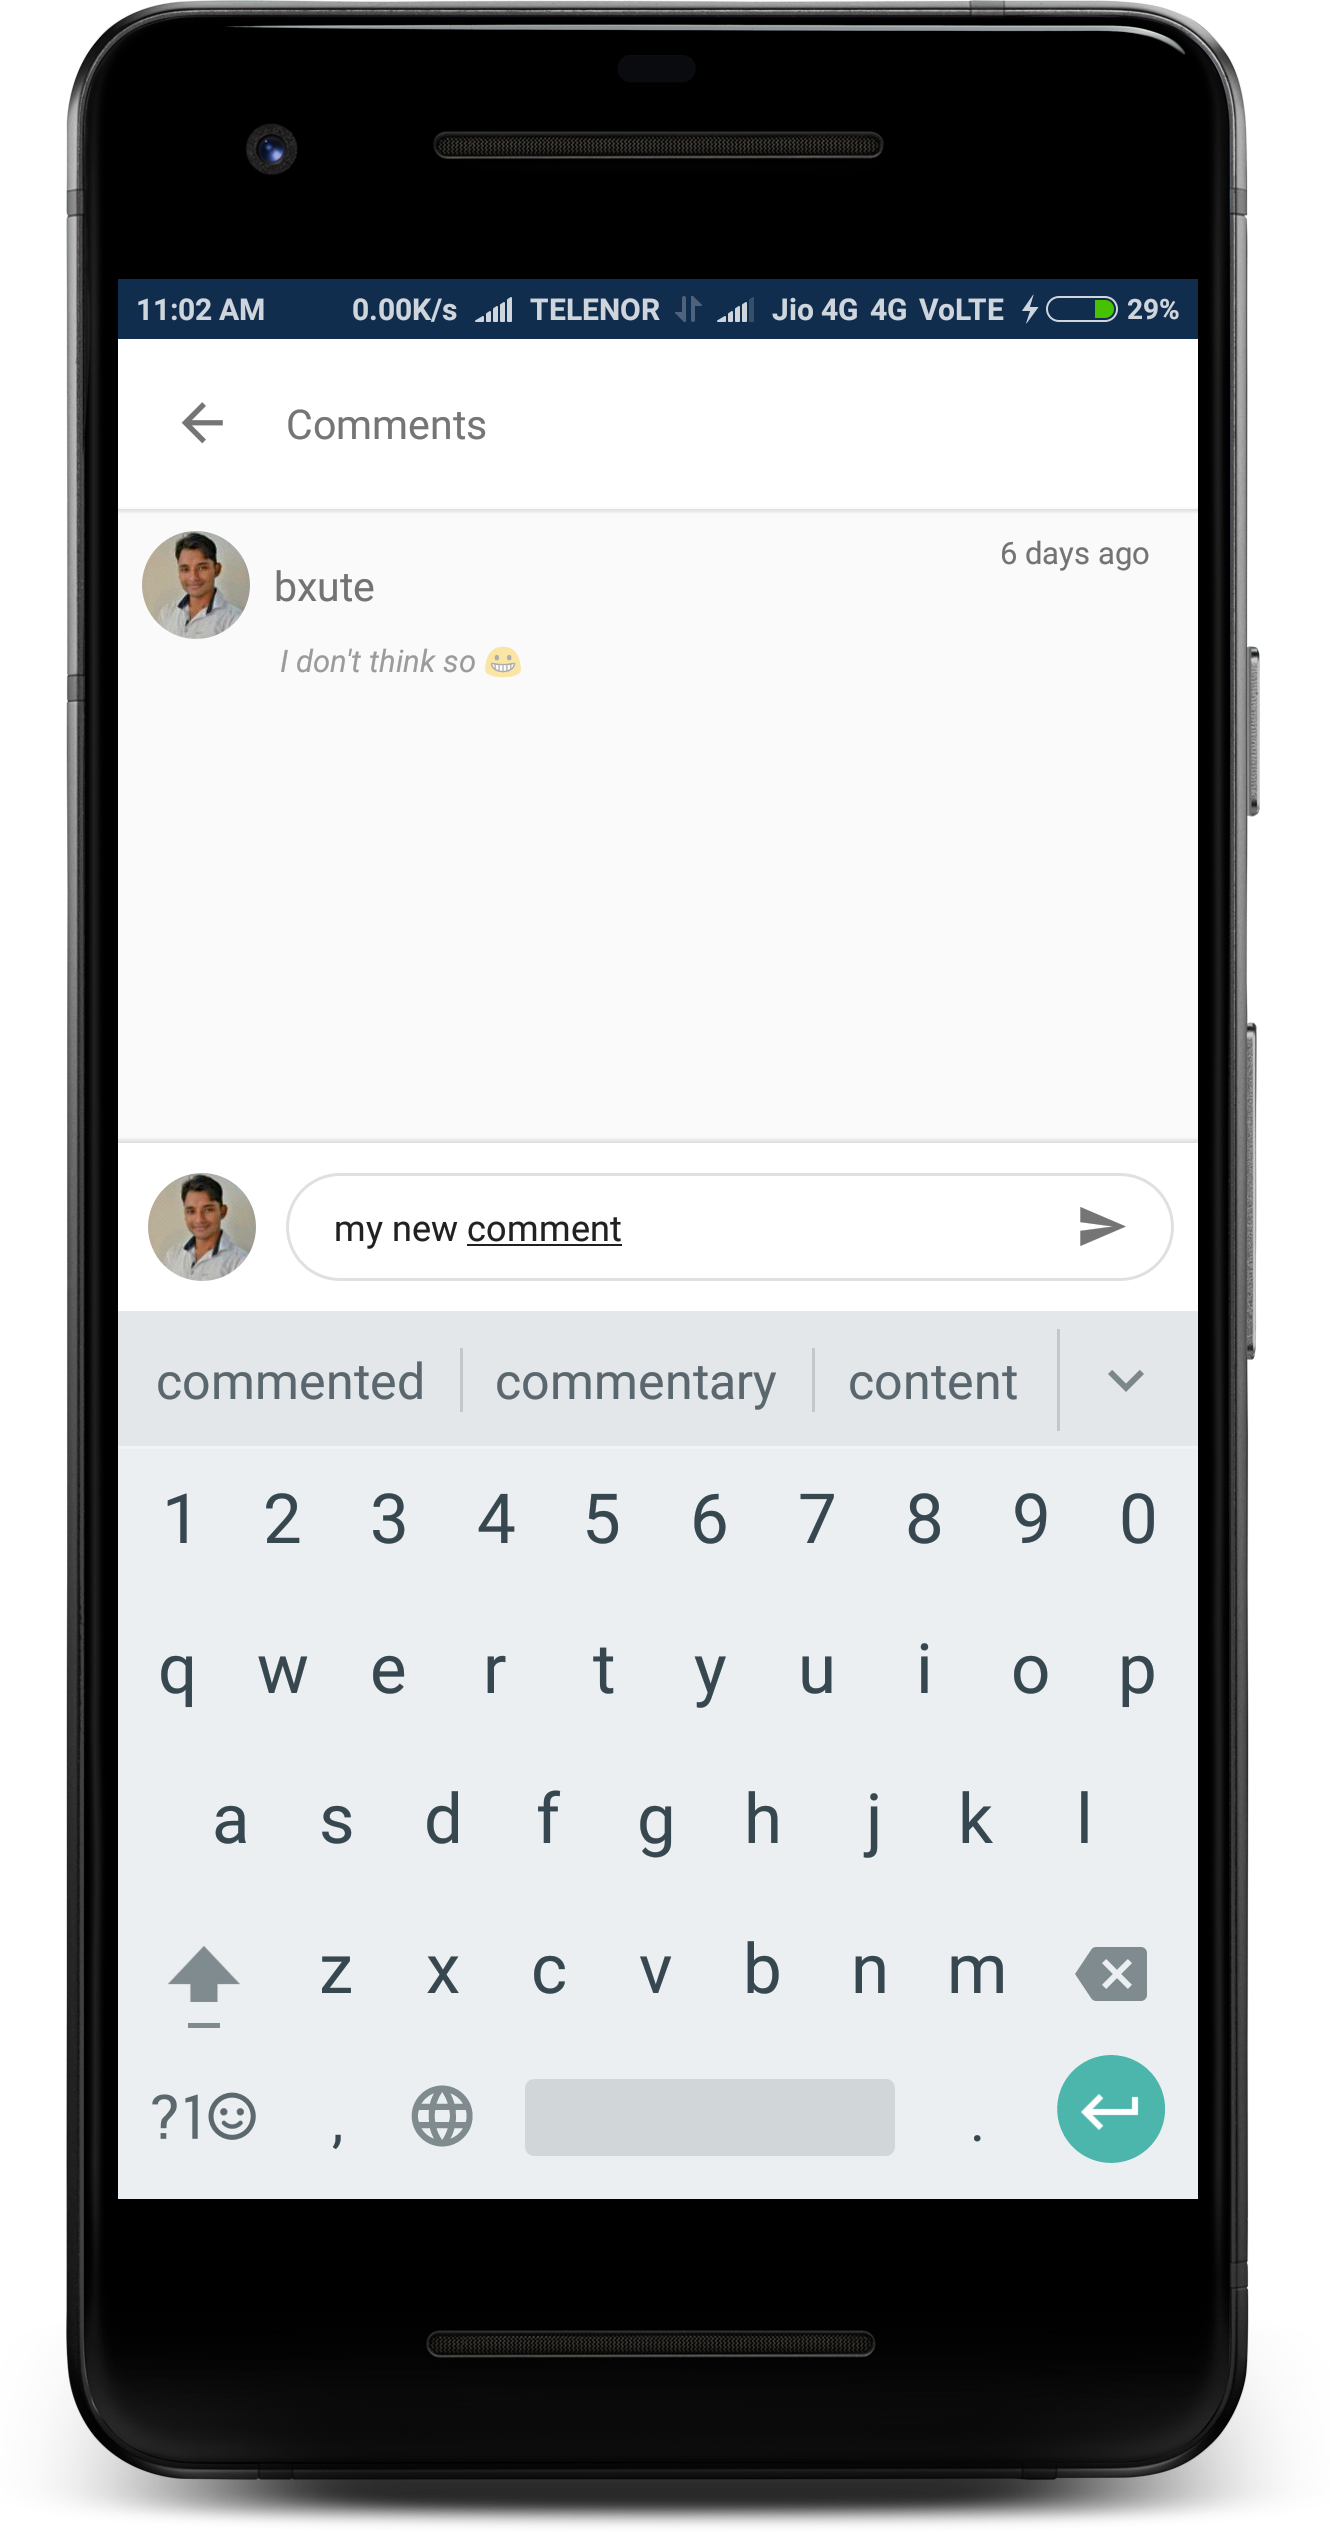 11:02 AM 0.00K/s TELENOR Jio 4G 4G VoLTE 29%
Comments
6 days ago
bxute
I don't think so 😀
my new comment
commented commentary content
1 2 3 4 5 6 7 8 9 0
q w e r t y u i o p
a s d f g h j k l
z x c v b n m
?1☺ , .